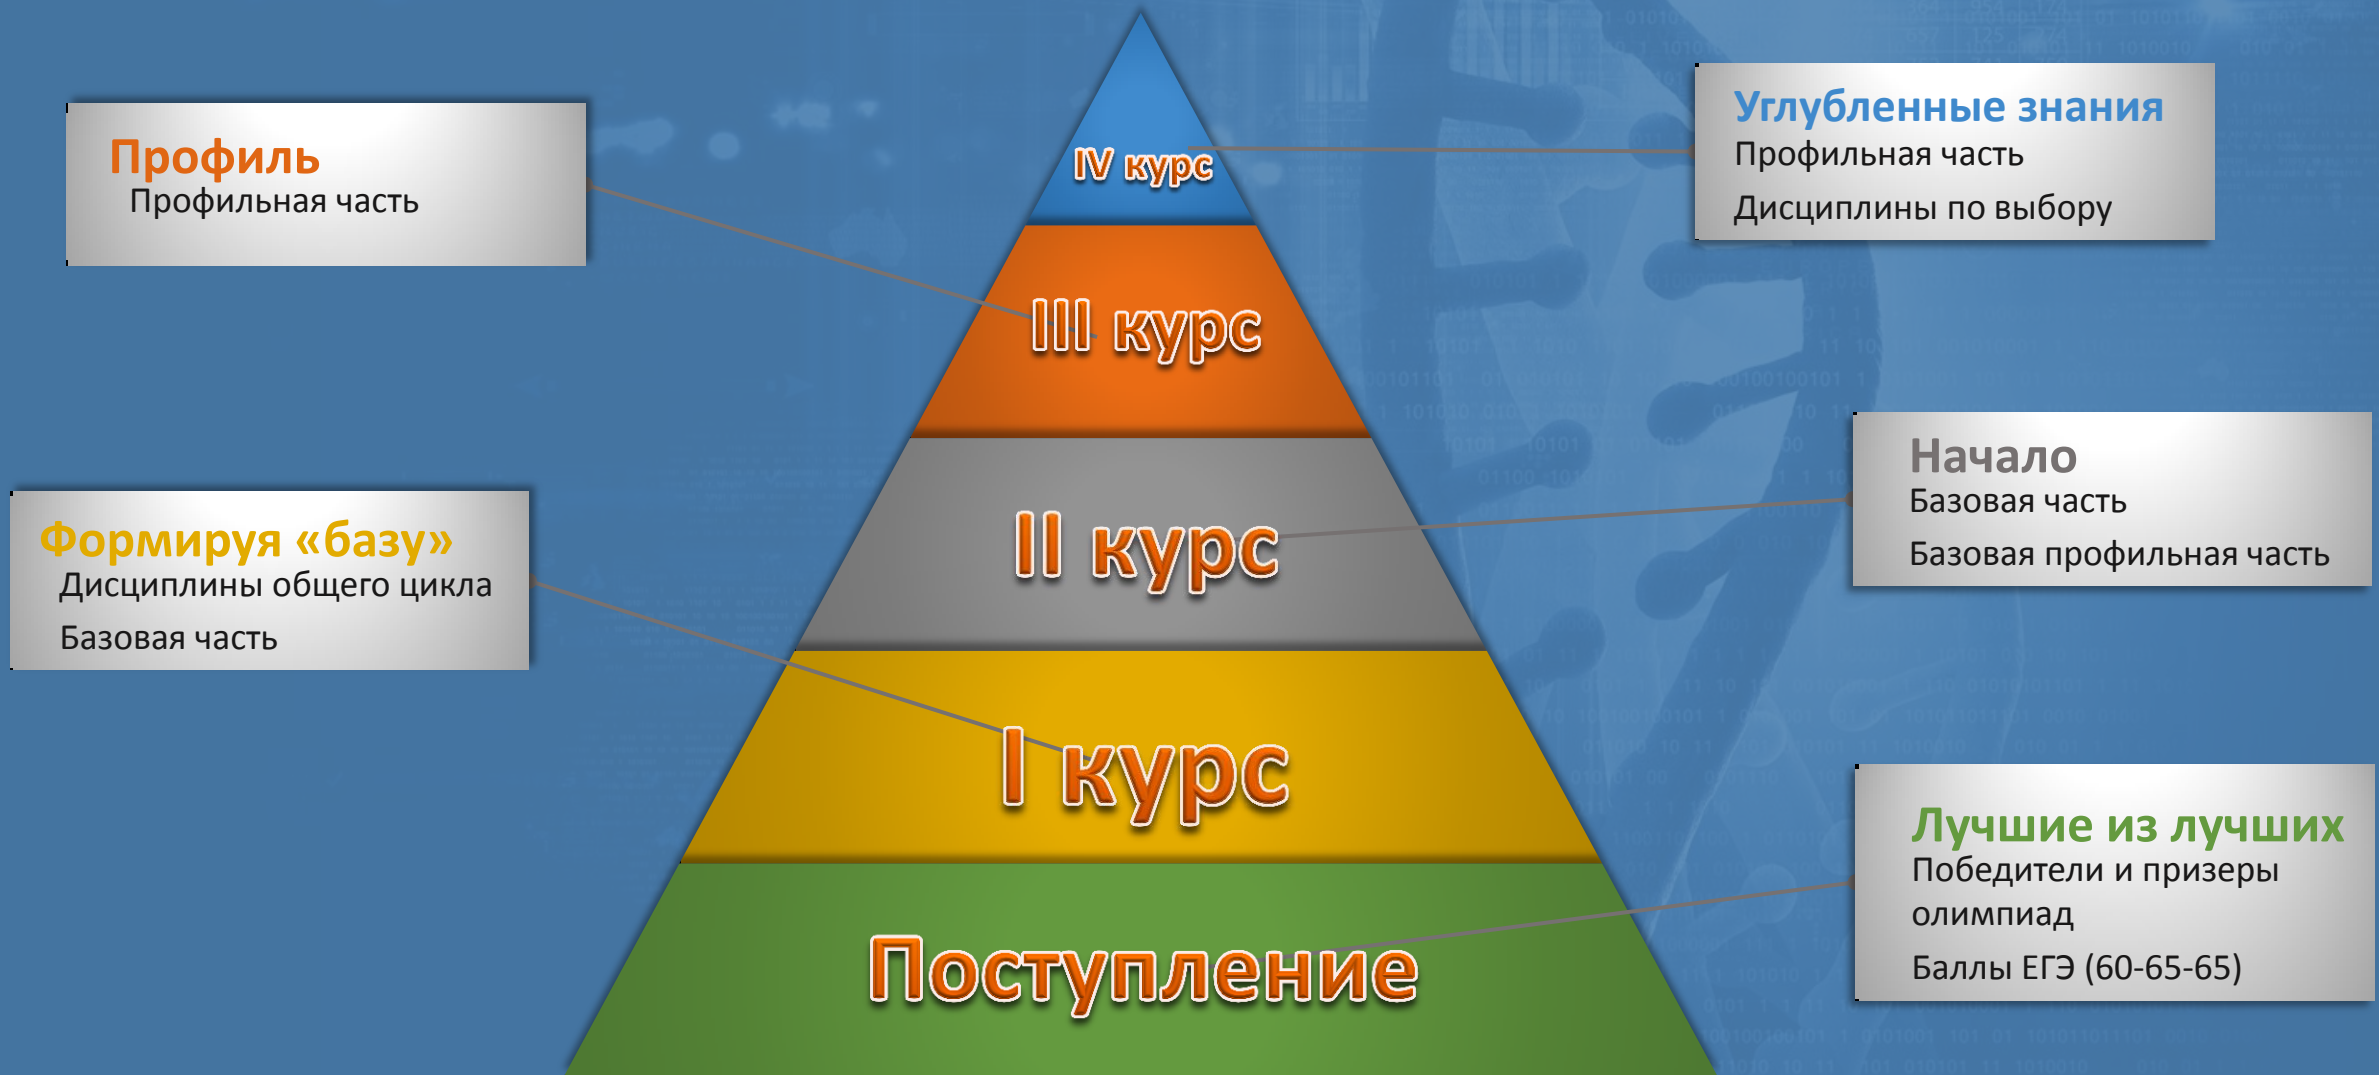 IV курс
Углубленные знания
Профильная часть
Дисциплины по выбору
Профиль
Профильная часть
III курс
II курс
Начало
Базовая часть
Базовая профильная часть
Формируя «базу»
Дисциплины общего цикла
Базовая часть
I курс
Поступление
Лучшие из лучших
Победители и призеры
олимпиад
Баллы ЕГЭ (60-65-65)